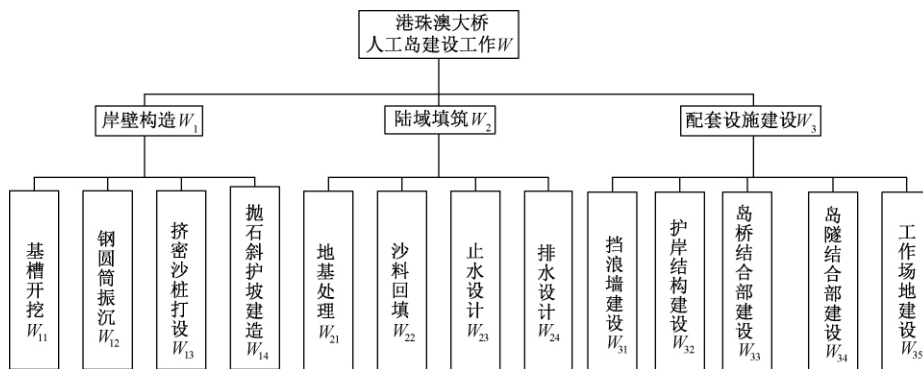 港珠澳大桥
人工岛建设工作W
岸壁构造W₁
陆域填筑W₂
配套设施建设W₃
基槽开挖W₁₁
钢圆筒振沉W₁₂
挤密沙桩打设W₁₃
抛石斜护坡建造W₁₄
地基处理W₂₁
沙料回填W₂₂
止水设计W₂₃
排水设计W₂₄
挡浪墙建设W₃₁
护岸结构建设W₃₂
岛桥结合部建设W₃₃
岛隧结合部建设W₃₄
工作场地建设W₃₅